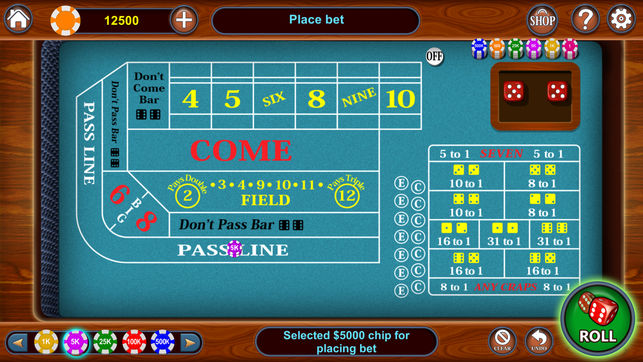 12500
+
Place bet
SHOP
?
OFF
Don't
Come
Bar
4 5 SIX 8 NINE 10
Don't Pass Bar
PASS LINE
COME
6 8
B G
Pays Double
2
• 3 • 4 • 9 • 10 • 11 •
FIELD
Pays Triple
12
Don't Pass Bar
PASS LINE
5K
E C
E C
E C
E C
E C
E C
E C
5 to 1 SEVEN 5 to 1
10 to 1 8 to 1
10 to 1 8 to 1
16 to 1 31 to 1 31 to 1
16 to 1 16 to 1
8 to 1 ANY CRAPS 8 to 1
1K 5K 25K 100K 500K
Selected $5000 chip for
placing bet
CLEAR
UNDO
ROLL